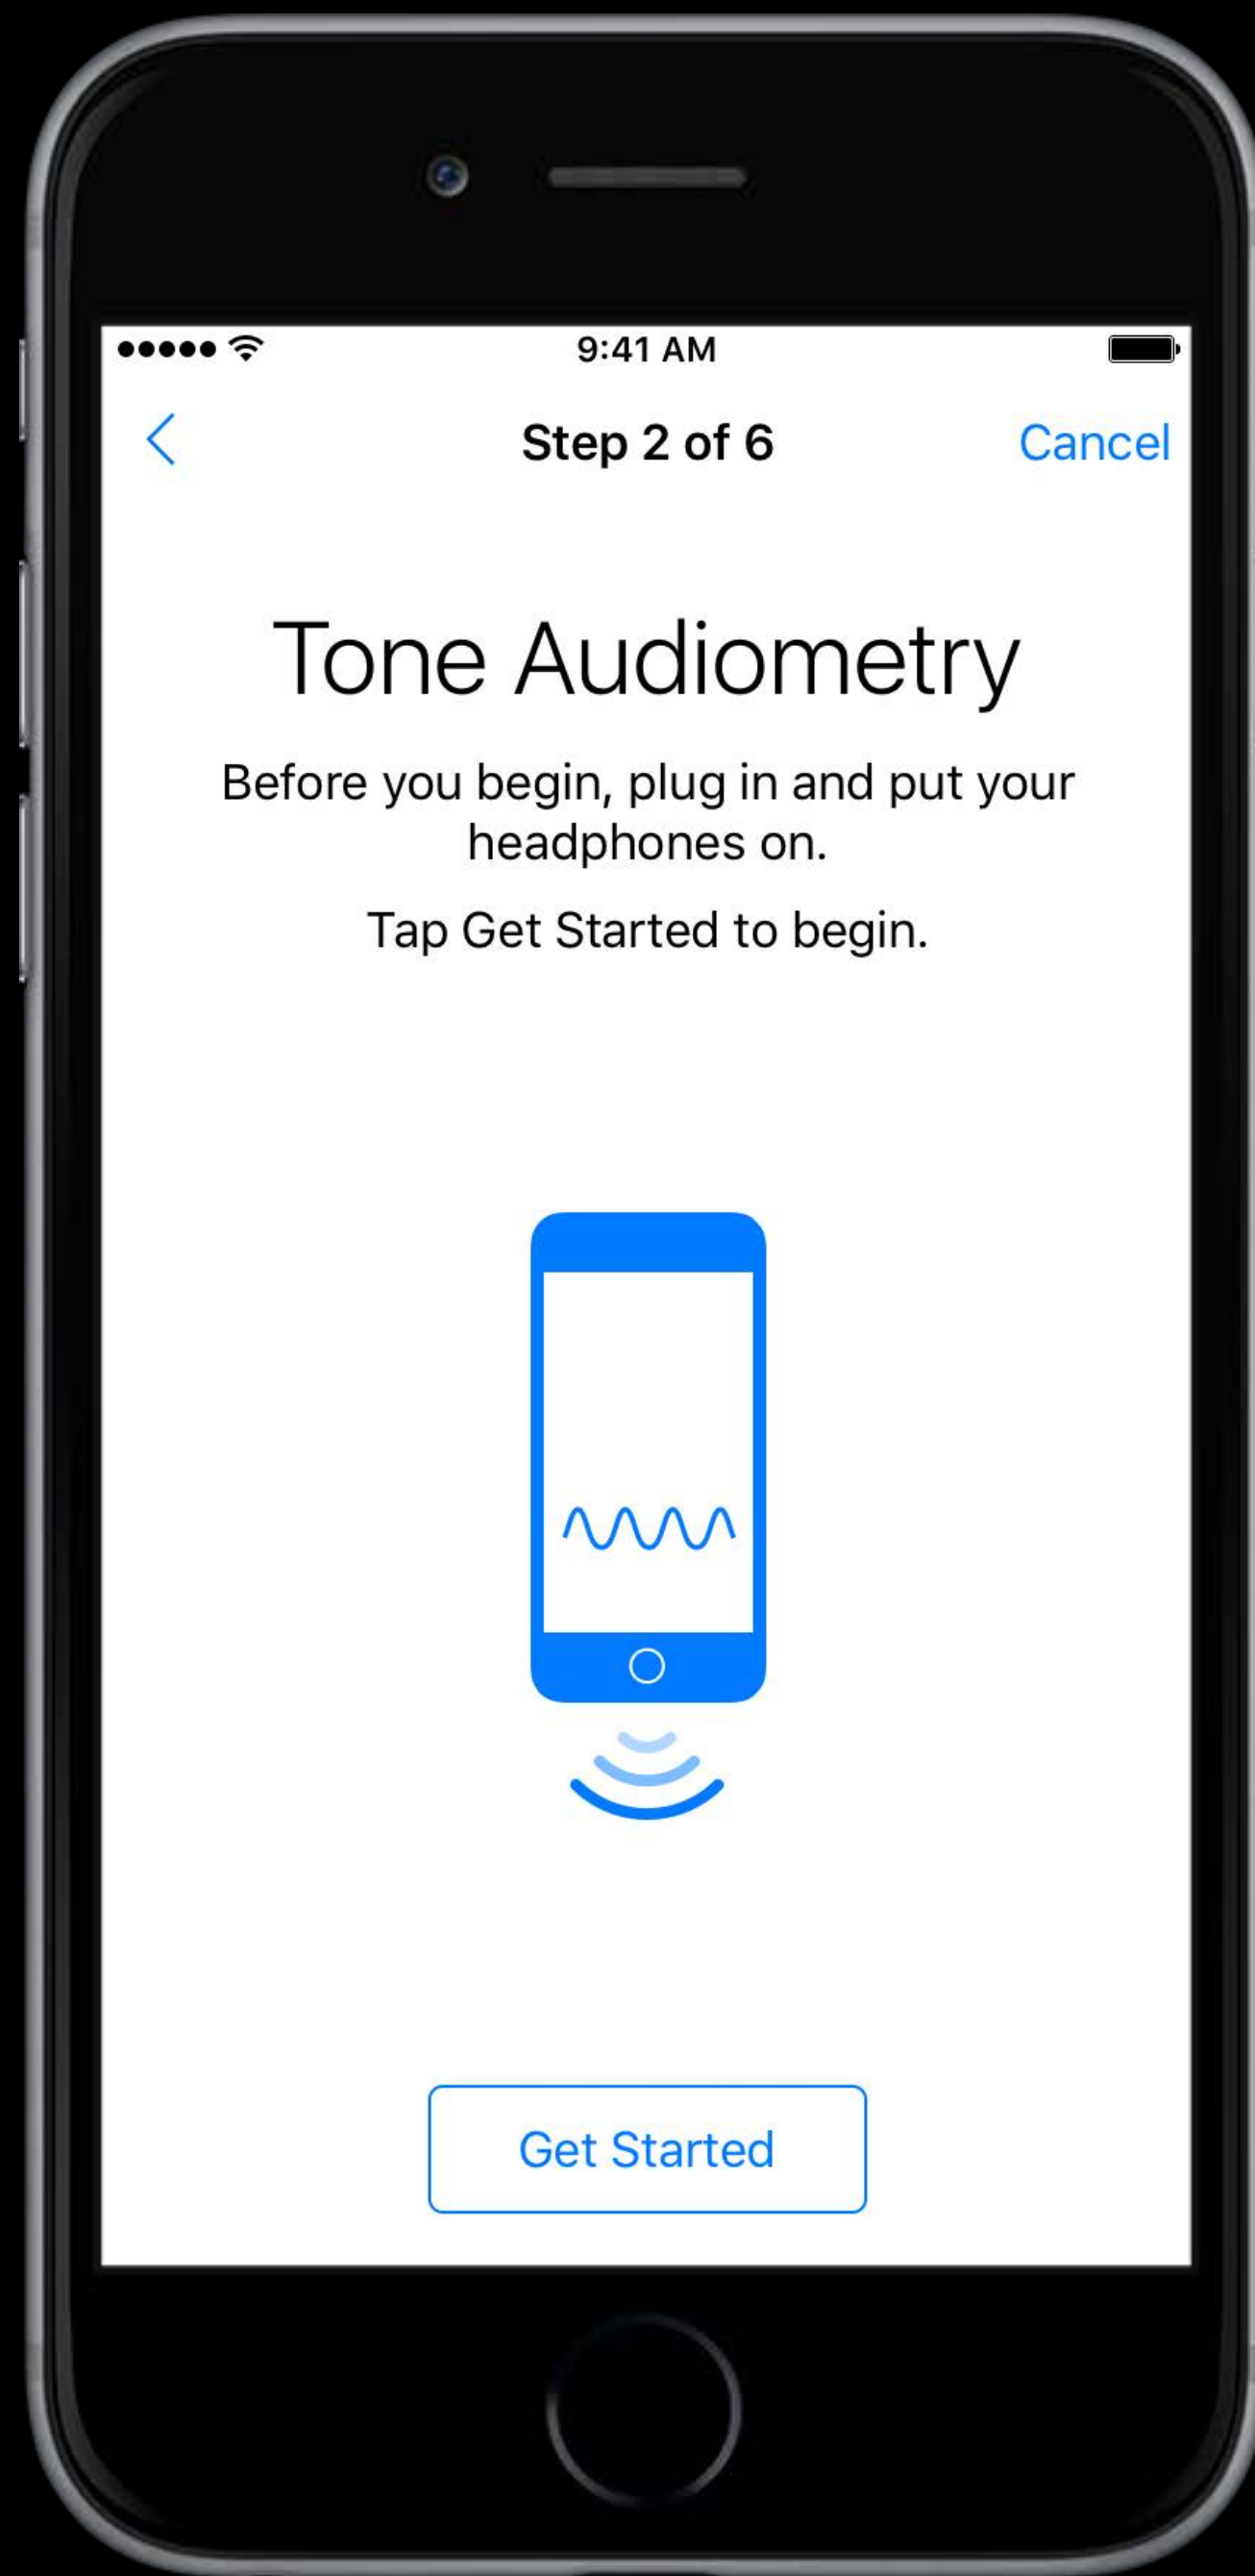 9:41 AM
Step 2 of 6
Cancel
Tone Audiometry
Before you begin, plug in and put your
headphones on.
Tap Get Started to begin.
Get Started